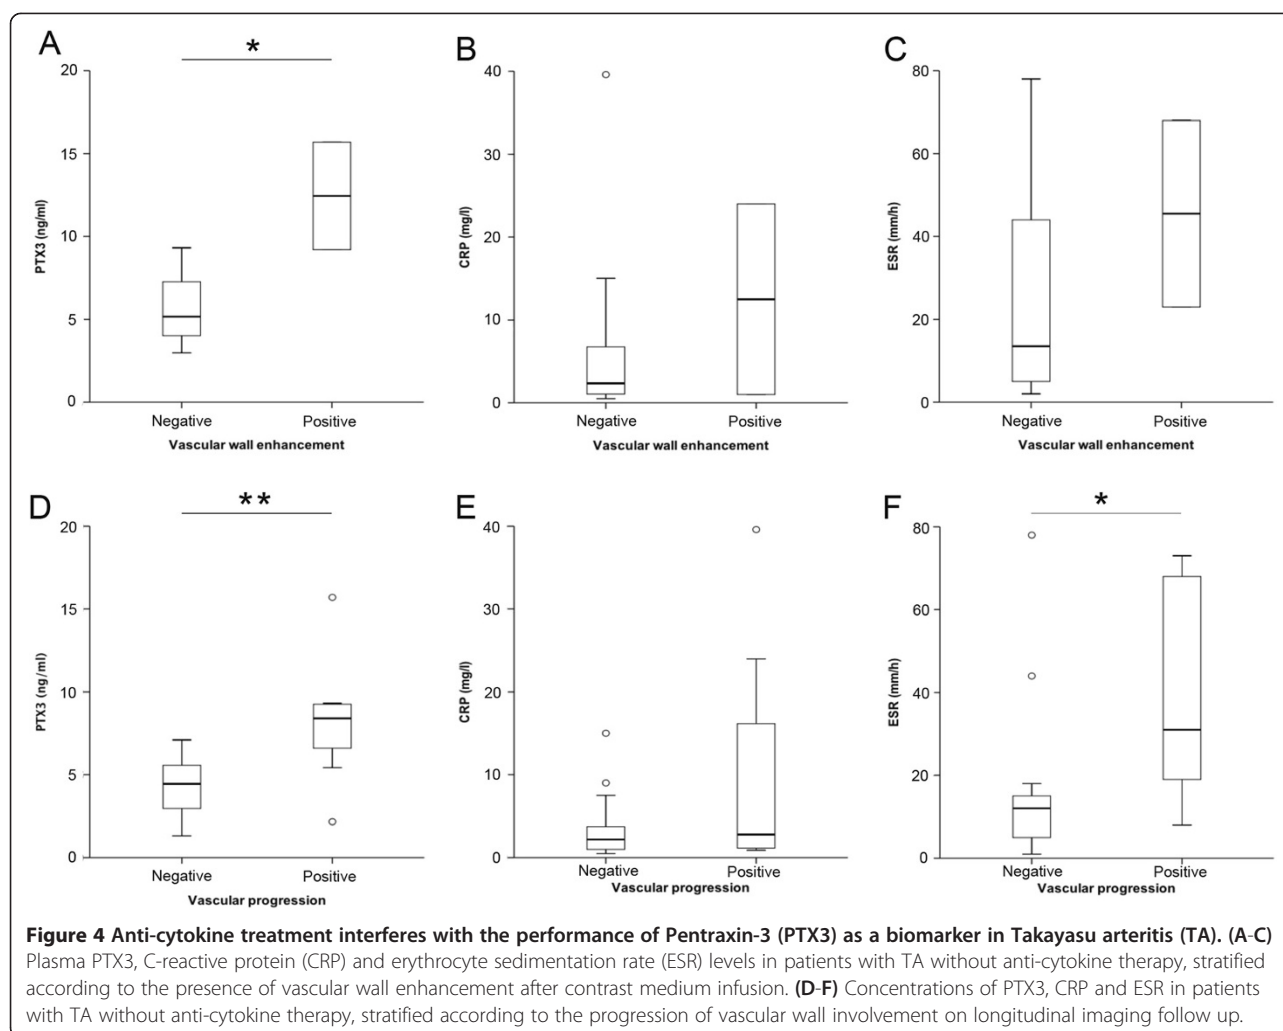 A
*
20
15
10
5
0
PTX3 (ng/ml)
Negative Positive
Vascular wall enhancement
B
40
30
20
10
0
CRP (mg/l)
Negative Positive
Vascular wall enhancement
C
80
60
40
20
0
ESR (mm/h)
Negative Positive
Vascular wall enhancement
D
**
20
15
10
5
0
PTX3 (ng/ml)
Negative Positive
Vascular progression
E
40
30
20
10
0
CRP (mg/l)
Negative Positive
Vascular progression
F
*
80
60
40
20
0
ESR (mm/h)
Negative Positive
Vascular progression
Figure 4 Anti-cytokine treatment interferes with the performance of Pentraxin-3 (PTX3) as a biomarker in Takayasu arteritis (TA). (A-C)
Plasma PTX3, C-reactive protein (CRP) and erythrocyte sedimentation rate (ESR) levels in patients with TA without anti-cytokine therapy, stratified
according to the presence of vascular wall enhancement after contrast medium infusion. (D-F) Concentrations of PTX3, CRP and ESR in patients
with TA without anti-cytokine therapy, stratified according to the progression of vascular wall involvement on longitudinal imaging follow up.